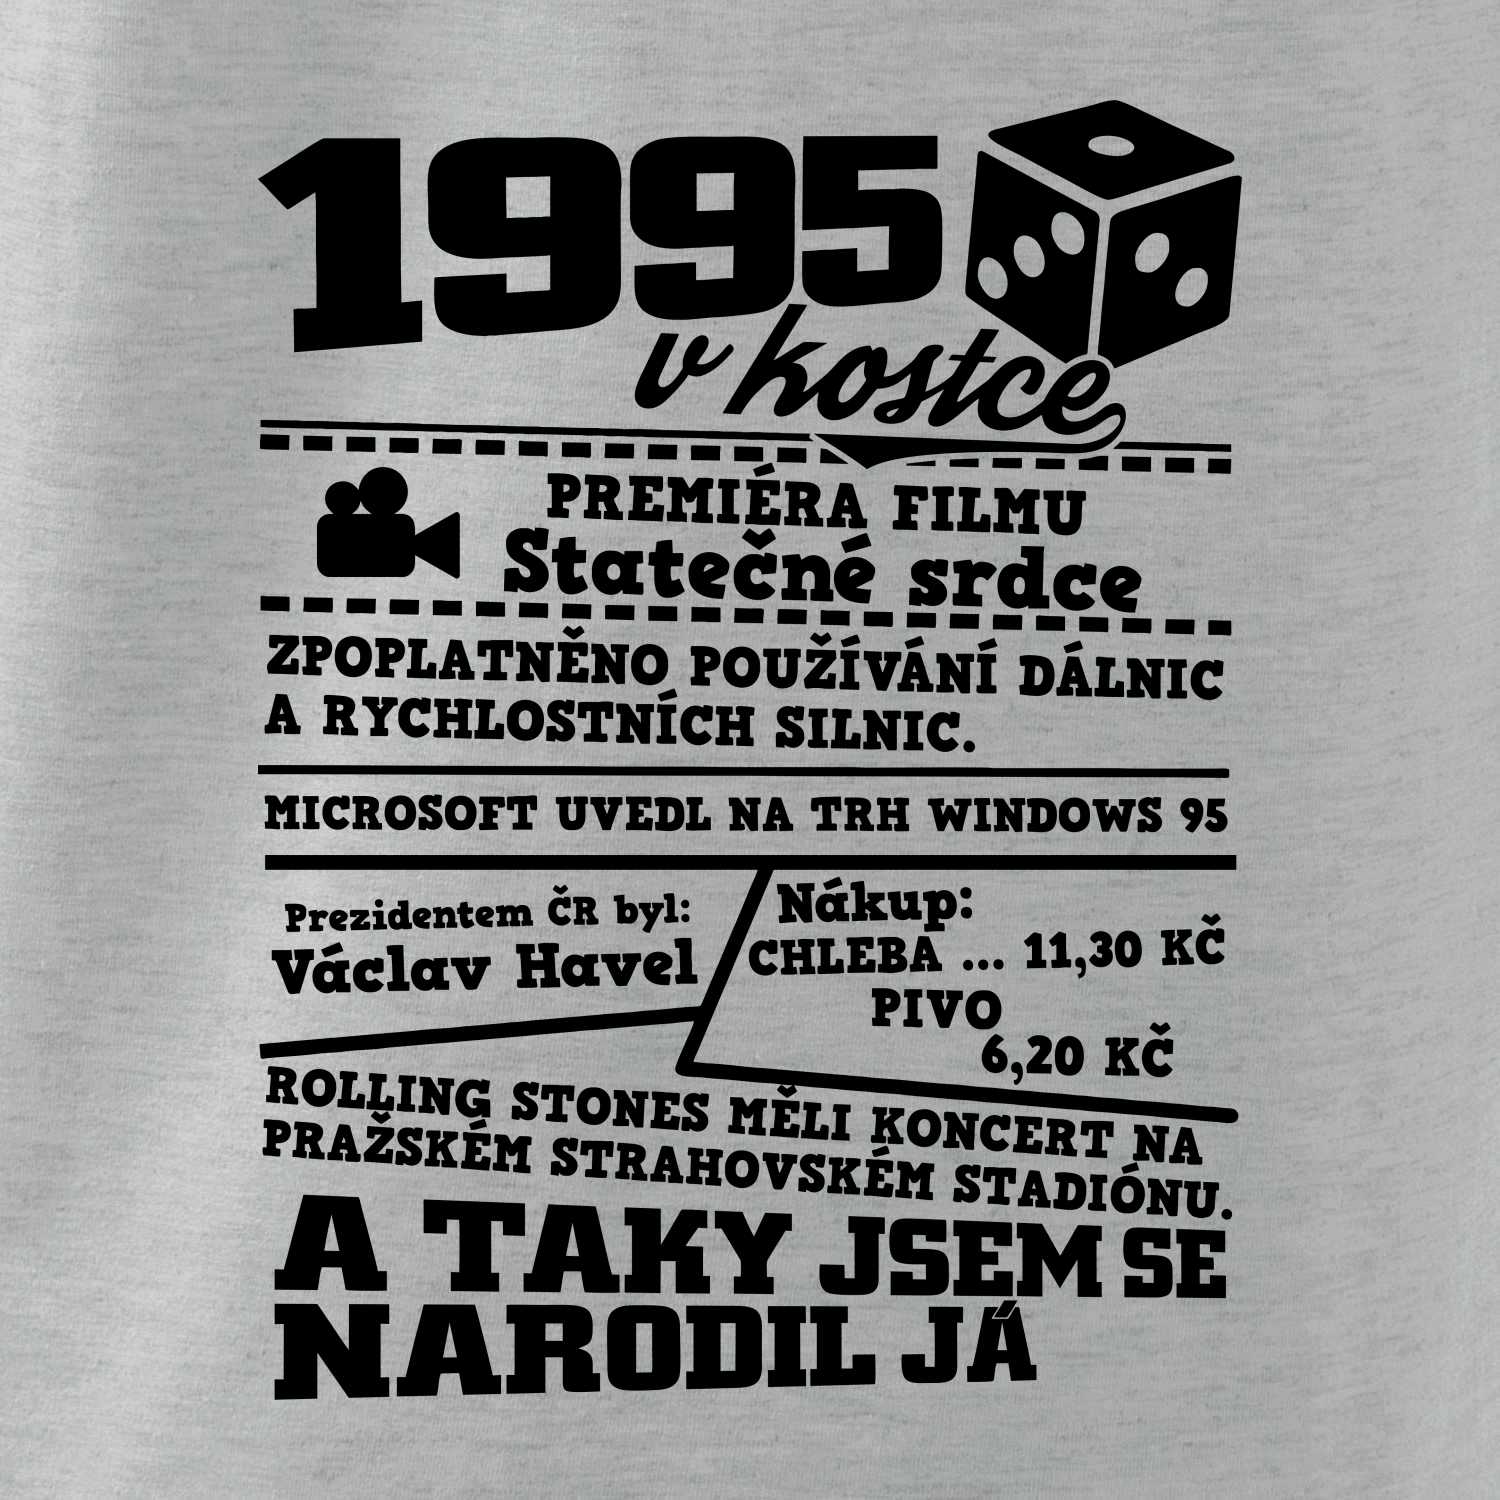 1995
v kostce
PREMIÉRA FILMU
Statečné srdce
ZPOPLATNĚNO POUŽÍVÁNÍ DÁLNIC
A RYCHLOSTNÍCH SILNIC.
MICROSOFT UVEDL NA TRH WINDOWS 95
Prezidentem ČR byl:
Václav Havel
Nákup:
CHLEBA ... 11,30 KČ
PIVO
6,20 KČ
ROLLING STONES MĚLI KONCERT NA
PRAŽSKÉM STRAHOVSKÉM STADIÓNU.
A TAKY JSEM SE
NARODIL JÁ